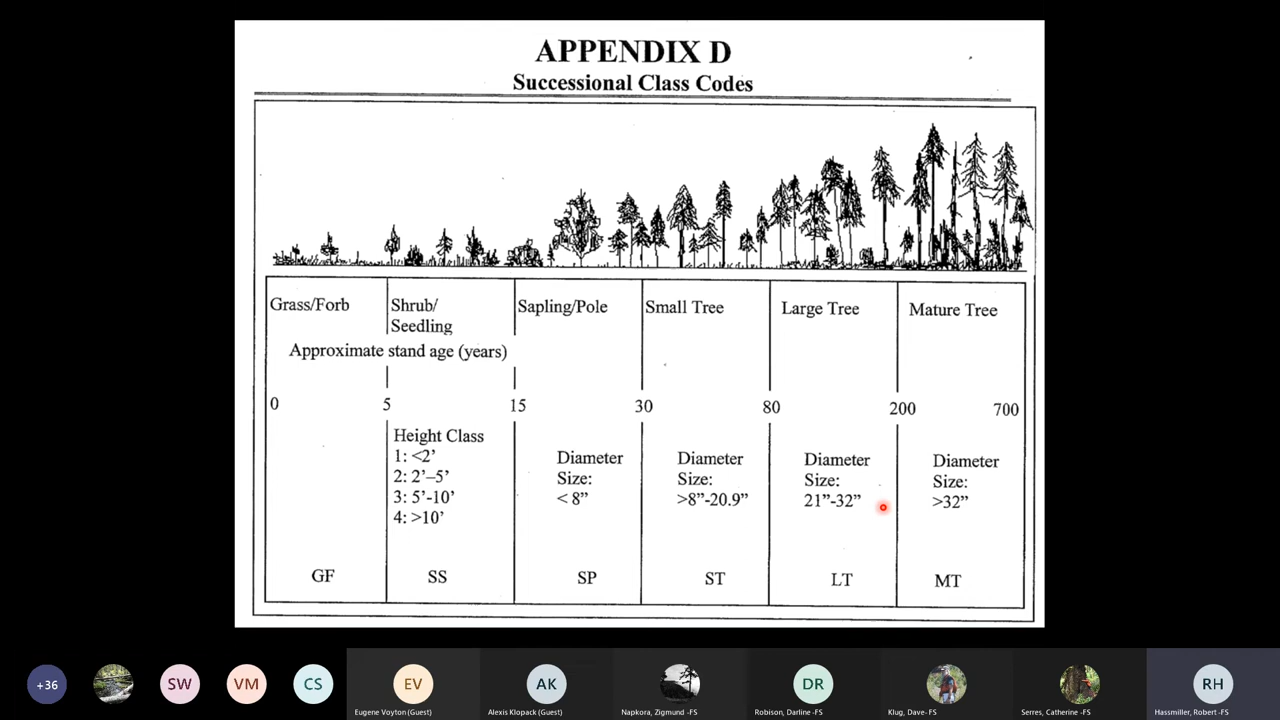 APPENDIX D
Successional Class Codes
Grass/Forb
Shrub/
Seedling
Sapling/Pole
Small Tree
Large Tree
Mature Tree
Approximate stand age (years)
0 5 15 30 80 200 700
Height Class
1: <2’
2: 2’–5’
3: 5’-10’
4: >10’
Diameter
Size:
< 8”
Diameter
Size:
>8”-20.9”
Diameter
Size:
21”-32”
Diameter
Size:
>32”
GF SS SP ST LT MT
+36
SW
VM
CS
EV
Eugene Voyton (Guest)
AK
Alexis Klopack (Guest)
Napkora, Zigmund -FS
DR
Robison, Darline -FS
Klug, Dave- FS
Serres, Catherine -FS
RH
Hassmiller, Robert -FS